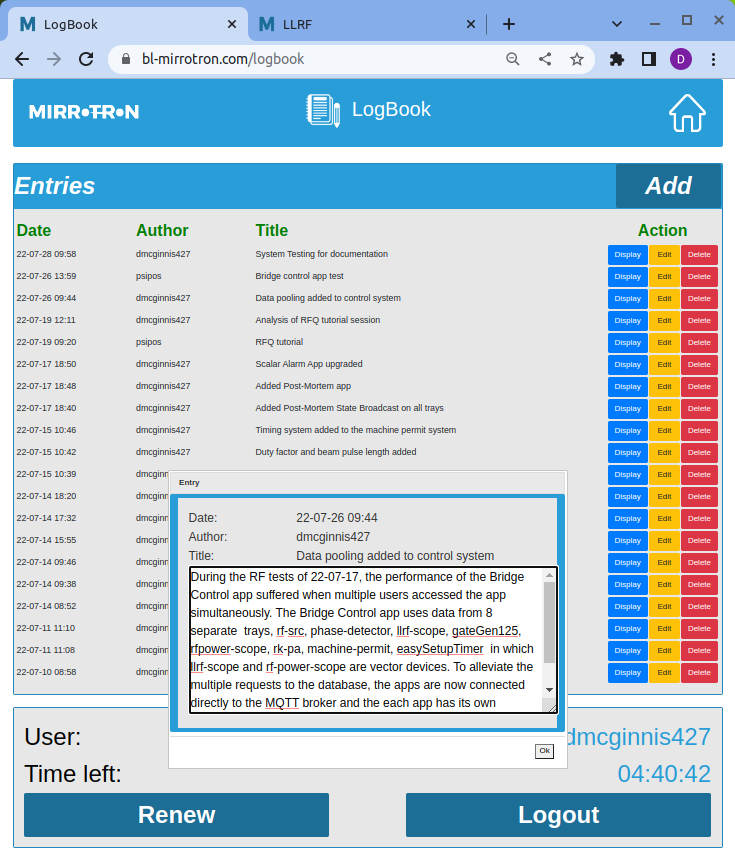 LogBook
LLRF
bl-mirrotron.com/logbook
D
MIRROTRON
LogBook
Entries
Add
Date Author Title Action
22-07-28 09:58 dmcginnis427 System Testing for documentation Display Edit Delete
22-07-26 13:59 psipos Bridge control app test Display Edit Delete
22-07-26 09:44 dmcginnis427 Data pooling added to control system Display Edit Delete
22-07-19 12:11 dmcginnis427 Analysis of RFQ tutorial session Display Edit Delete
22-07-19 09:20 psipos RFQ tutorial Display Edit Delete
22-07-17 18:50 dmcginnis427 Scalar Alarm App upgraded Display Edit Delete
22-07-17 18:48 dmcginnis427 Added Post-Mortem app Display Edit Delete
22-07-17 18:40 dmcginnis427 Added Post-Mortem State Broadcast on all trays Display Edit Delete
22-07-15 10:46 dmcginnis427 Timing system added to the machine permit system Display Edit Delete
22-07-15 10:42 dmcginnis427 Duty factor and beam pulse length added Display Edit Delete
22-07-15 10:39 dmcginn Display Edit Delete
22-07-14 18:20 dmcginn Display Edit Delete
22-07-14 17:32 dmcginn Display Edit Delete
22-07-14 15:55 dmcginn Display Edit Delete
22-07-14 09:46 dmcginn Display Edit Delete
22-07-14 09:38 dmcginn Display Edit Delete
22-07-14 08:52 dmcginn Display Edit Delete
22-07-11 11:10 dmcginn Display Edit Delete
22-07-11 11:08 dmcginn Display Edit Delete
22-07-10 08:58 dmcginn Display Edit Delete
Entry
Date: 22-07-26 09:44
Author: dmcginnis427
Title: Data pooling added to control system
During the RF tests of 22-07-17, the performance of the Bridge
Control app suffered when multiple users accessed the app
simultaneously. The Bridge Control app uses data from 8
separate  trays, rf-src, phase-detector, llrf-scope, gateGen125,
rfpower-scope, rk-pa, machine-permit, easySetupTimer  in which
llrf-scope and rf-power-scope are vector devices. To alleviate the
multiple requests to the database, the apps are now connected
directly to the MQTT broker and the each app has its own
Ok
User: dmcginnis427
Time left: 04:40:42
Renew
Logout